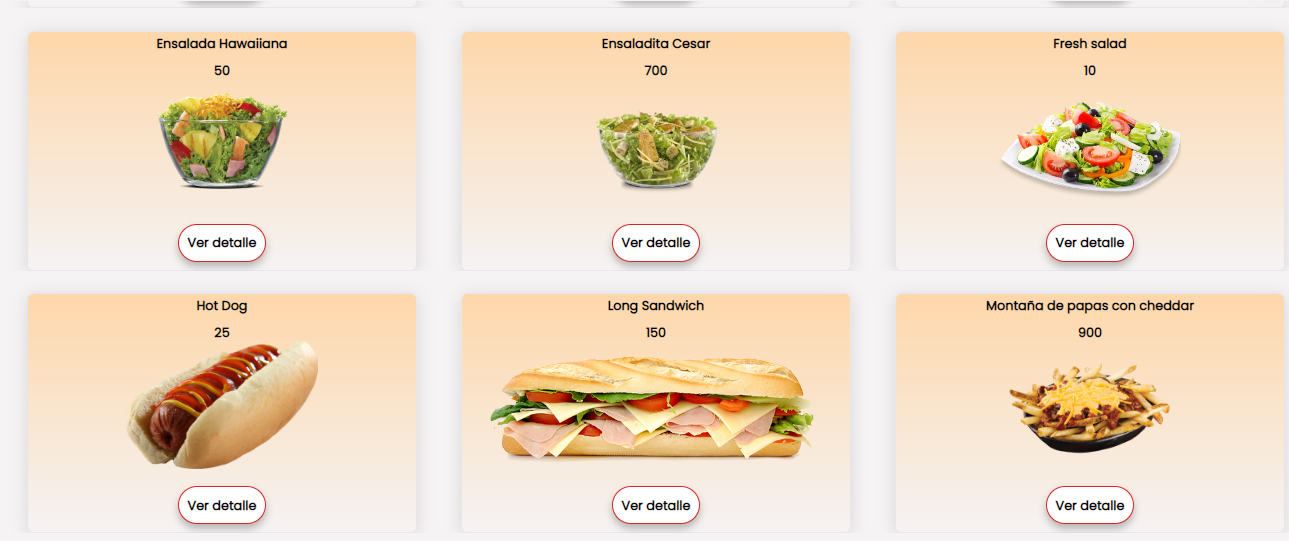 Ensalada Hawaiiana
50
Ver detalle
Ensaladita Cesar
700
Ver detalle
Fresh salad
10
Ver detalle
Hot Dog
25
Ver detalle
Long Sandwich
150
Ver detalle
Montaña de papas con cheddar
900
Ver detalle